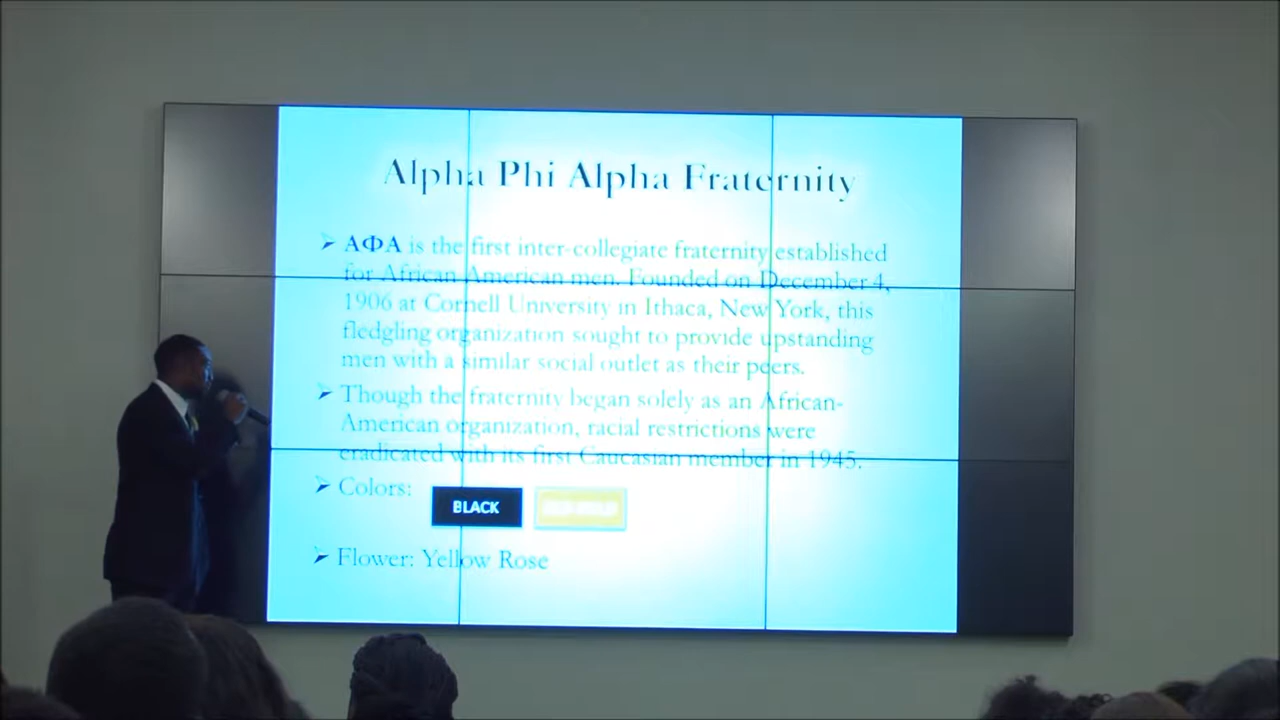 Alpha Phi Alpha Fraternity
ΑΦΑ is the first inter-collegiate fraternity established
for African American men. Founded on December 4,
1906 at Cornell University in Ithaca, New York, this
fledgling organization sought to provide upstanding
men with a similar social outlet as their peers.
Though the fraternity began solely as an African-
American organization, racial restrictions were
eradicated with its first Caucasian member in 1945.
Colors:
BLACK
Flower: Yellow Rose